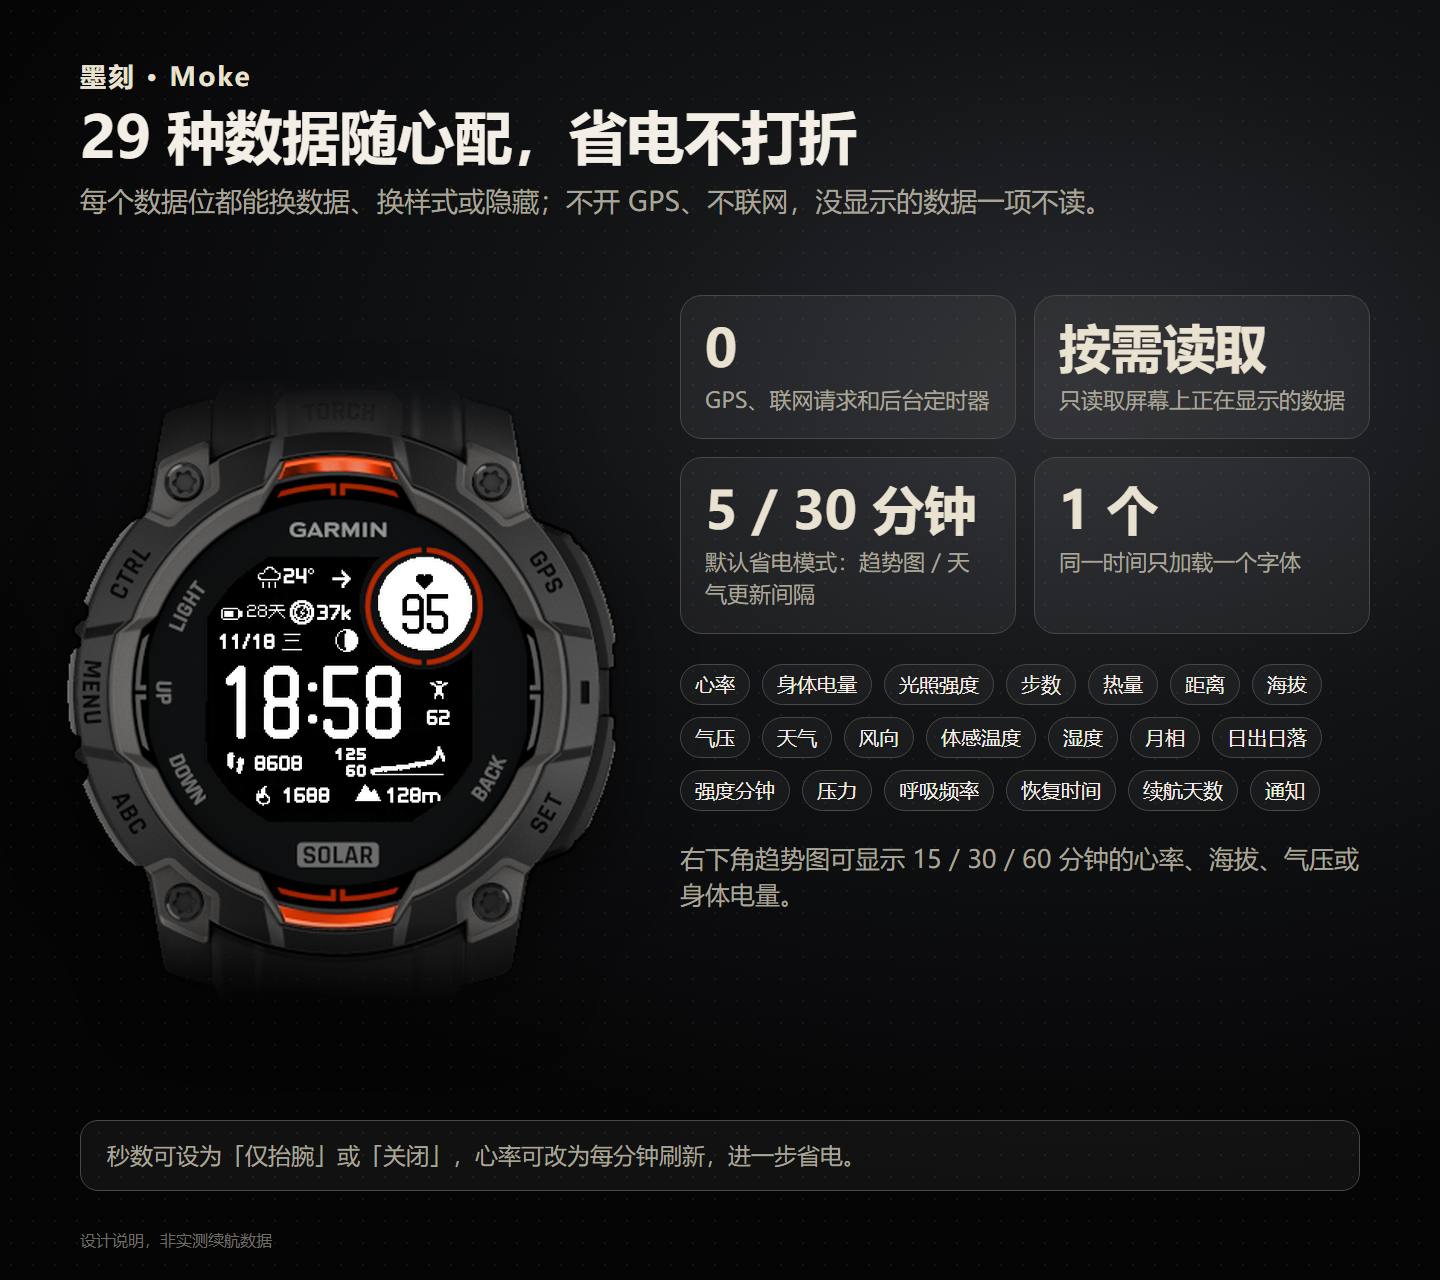 墨刻 • Moke
29 种数据随心配，省电不打折
每个数据位都能换数据、换样式或隐藏；不开 GPS、不联网，没显示的数据一项不读。
0
GPS、联网请求和后台定时器
按需读取
只读取屏幕上正在显示的数据
5 / 30 分钟
默认省电模式：趋势图 / 天
气更新间隔
1 个
同一时间只加载一个字体
心率 身体电量 光照强度 步数 热量 距离 海拔
气压 天气 风向 体感温度 湿度 月相 日出日落
强度分钟 压力 呼吸频率 恢复时间 续航天数 通知
右下角趋势图可显示 15 / 30 / 60 分钟的心率、海拔、气压或
身体电量。
TORCH
GARMIN
CTRL
LIGHT
GPS
MENU
UP
DOWN
ABC
BACK
SET
24°
95
28天 37k
11/18 三
18:58
62
8608
125
60
1688
128m
SOLAR
秒数可设为「仅抬腕」或「关闭」，心率可改为每分钟刷新，进一步省电。
设计说明，非实测续航数据